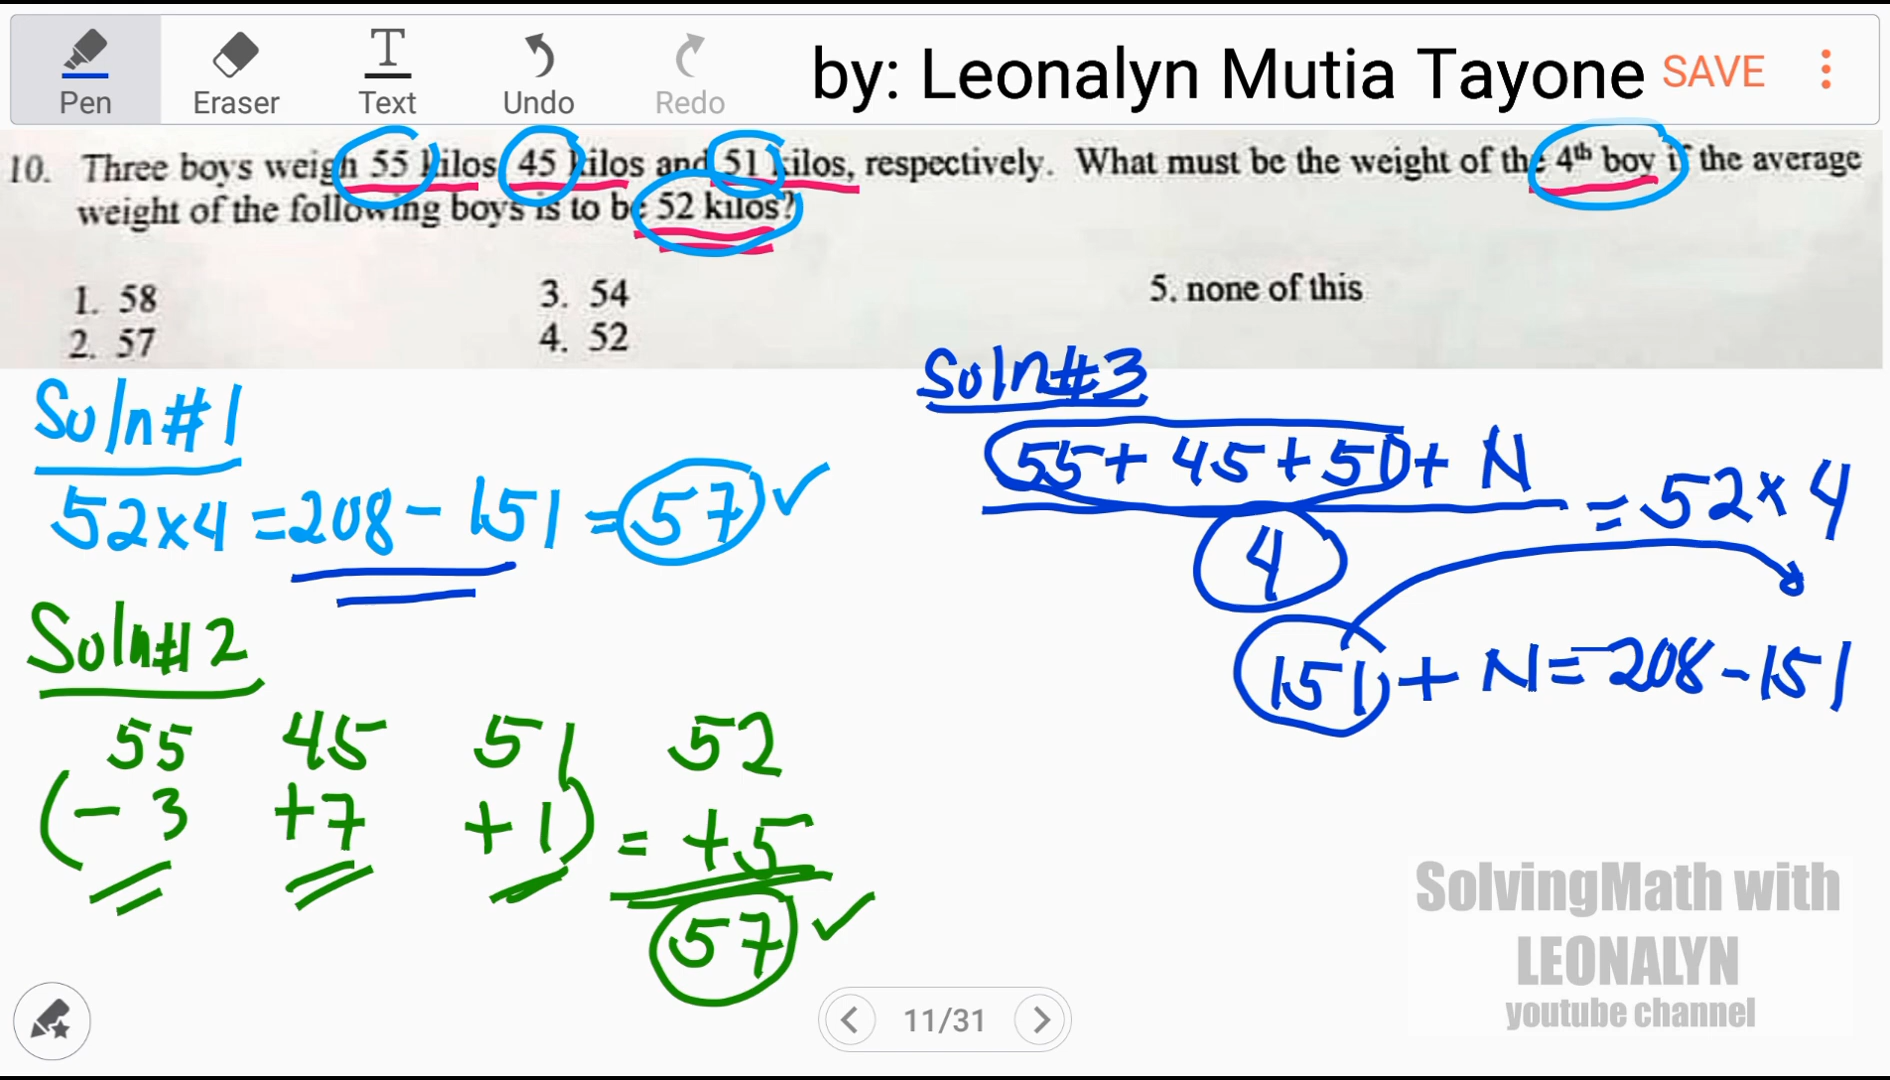 Pen
Eraser
Text
Undo
Redo
by: Leonalyn Mutia Tayone
SAVE
10. Three boys weigh 55 kilos 45 kilos and 51 kilos, respectively. What must be the weight of the 4th boy if the average
weight of the following boys is to be 52 kilos?
1. 58
2. 57
3. 54
4. 52
5. none of this
Soln#1
52x4=208-151=57✓
Soln#2
55 45 51 52
(-3 +7 +1) = +5
57✓
Soln#3
55+45+51+N
4
=52x4
151+N=208-151
11/31
SolvingMath with
LEONALYN
youtube channel